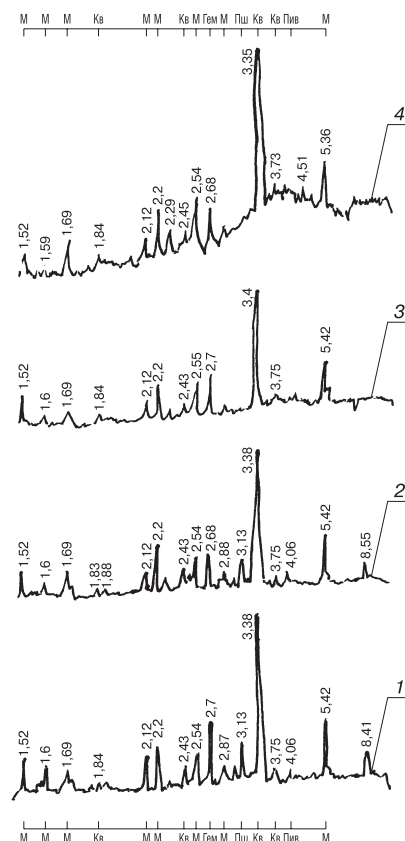 М М М Кв М М Кв М Гем М Пш Кв Кв Пив М
1,52 1,59 1,69 1,84 2,12 2,2 2,29 2,45 2,54 2,68 3,35 3,73 4,51 5,36 4
1,52 1,6 1,69 1,84 2,12 2,2 2,43 2,55 2,7 3,4 3,75 5,42 3
1,52 1,6 1,69 1,83 1,88 2,12 2,2 2,43 2,54 2,68 2,88 3,13 3,38 3,75 4,06 5,42 8,55 2
1,52 1,6 1,69 1,84 2,12 2,2 2,43 2,54 2,7 2,87 3,13 3,38 3,75 4,06 5,42 8,41 1
М М М Кв М М Кв М Гем М Пш Кв Кв Пив М